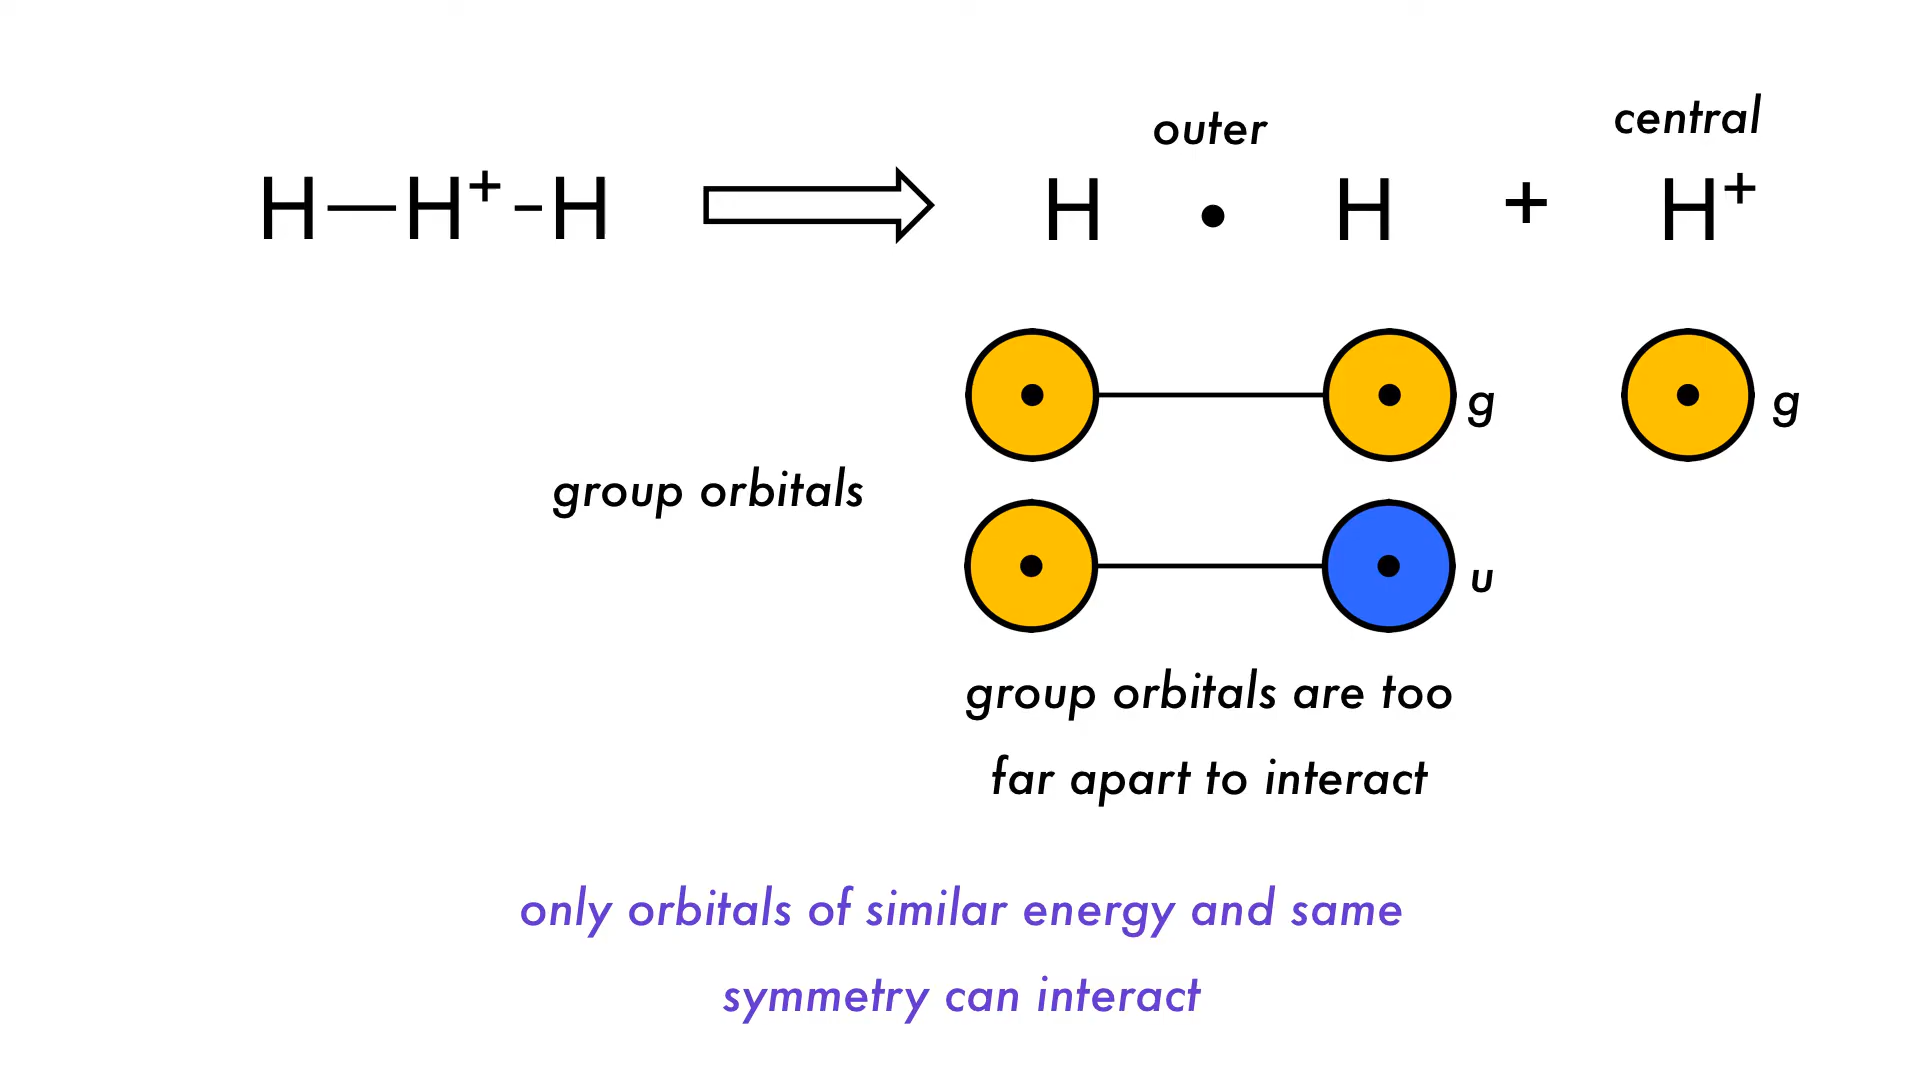 outer central
H—H⁺–H H • H + H⁺
g g
group orbitals
u
group orbitals are too
far apart to interact
only orbitals of similar energy and same
symmetry can interact